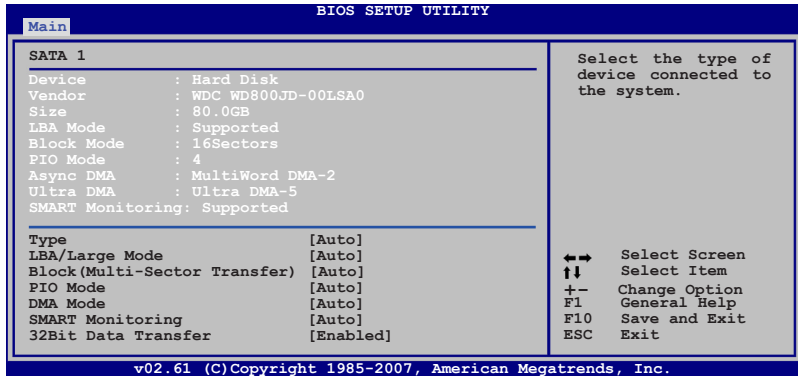 BIOS SETUP UTILITY
Main
SATA 1
Device : Hard Disk
Vendor : WDC WD800JD-00LSA0
Size : 80.0GB
LBA Mode : Supported
Block Mode : 16Sectors
PIO Mode : 4
Async DMA : MultiWord DMA-2
Ultra DMA : Ultra DMA-5
SMART Monitoring: Supported
Type [Auto]
LBA/Large Mode [Auto]
Block(Multi-Sector Transfer) [Auto]
PIO Mode [Auto]
DMA Mode [Auto]
SMART Monitoring [Auto]
32Bit Data Transfer [Enabled]
Select the type of
device connected to
the system.
←→ Select Screen
↑↓ Select Item
+- Change Option
F1 General Help
F10 Save and Exit
ESC Exit
v02.61 (C)Copyright 1985-2007, American Megatrends, Inc.